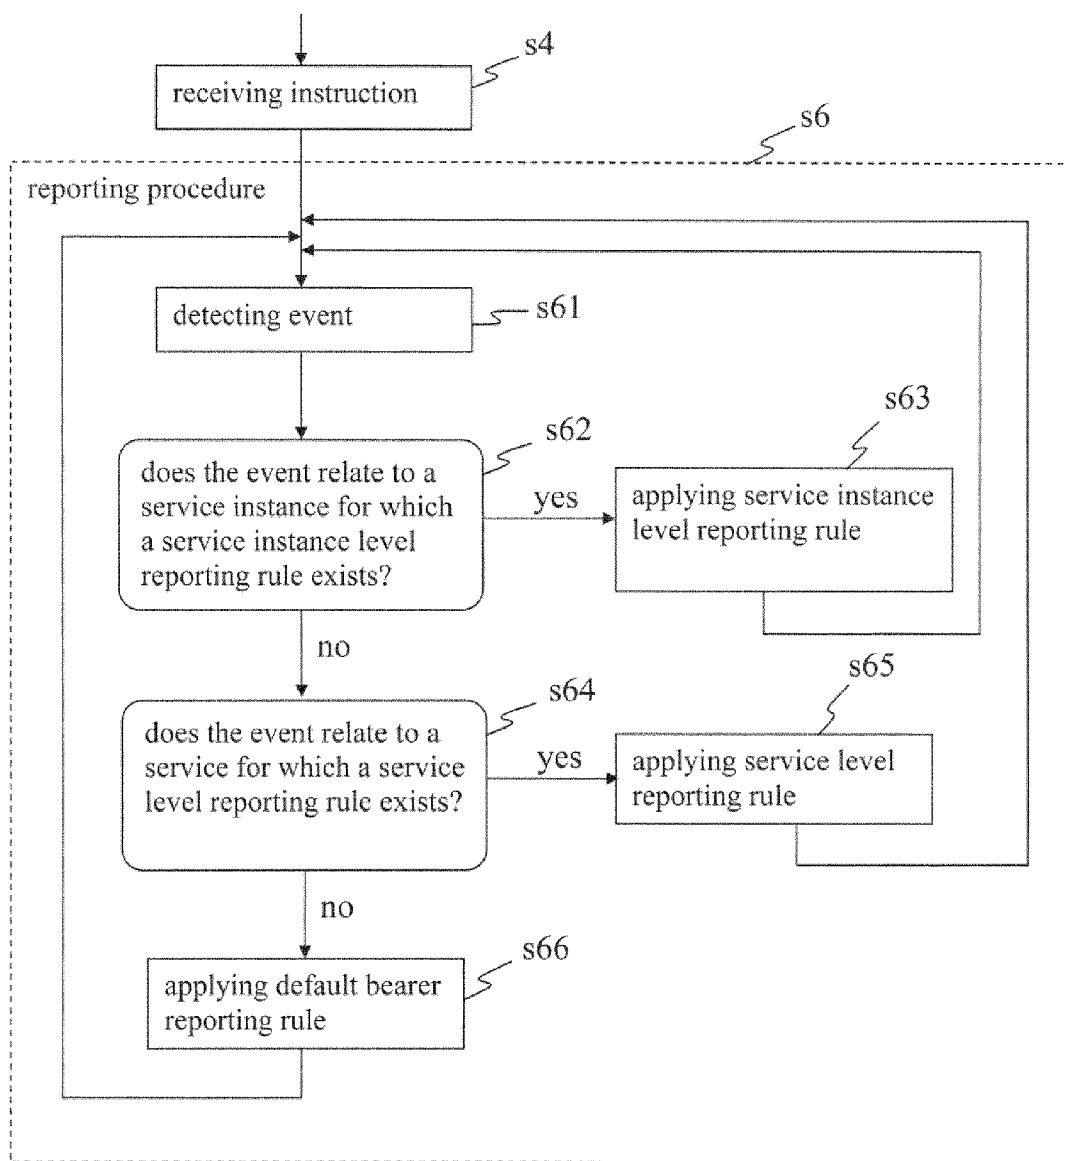 s4
receiving instruction
s6
reporting procedure
detecting event
s61
s62
s63
does the event relate to a
service instance for which
a service instance level
reporting rule exists?
yes
applying service instance
level reporting rule
no
s64
s65
does the event relate to a
service for which a service
level reporting rule exists?
yes
applying service level
reporting rule
no
s66
applying default bearer
reporting rule